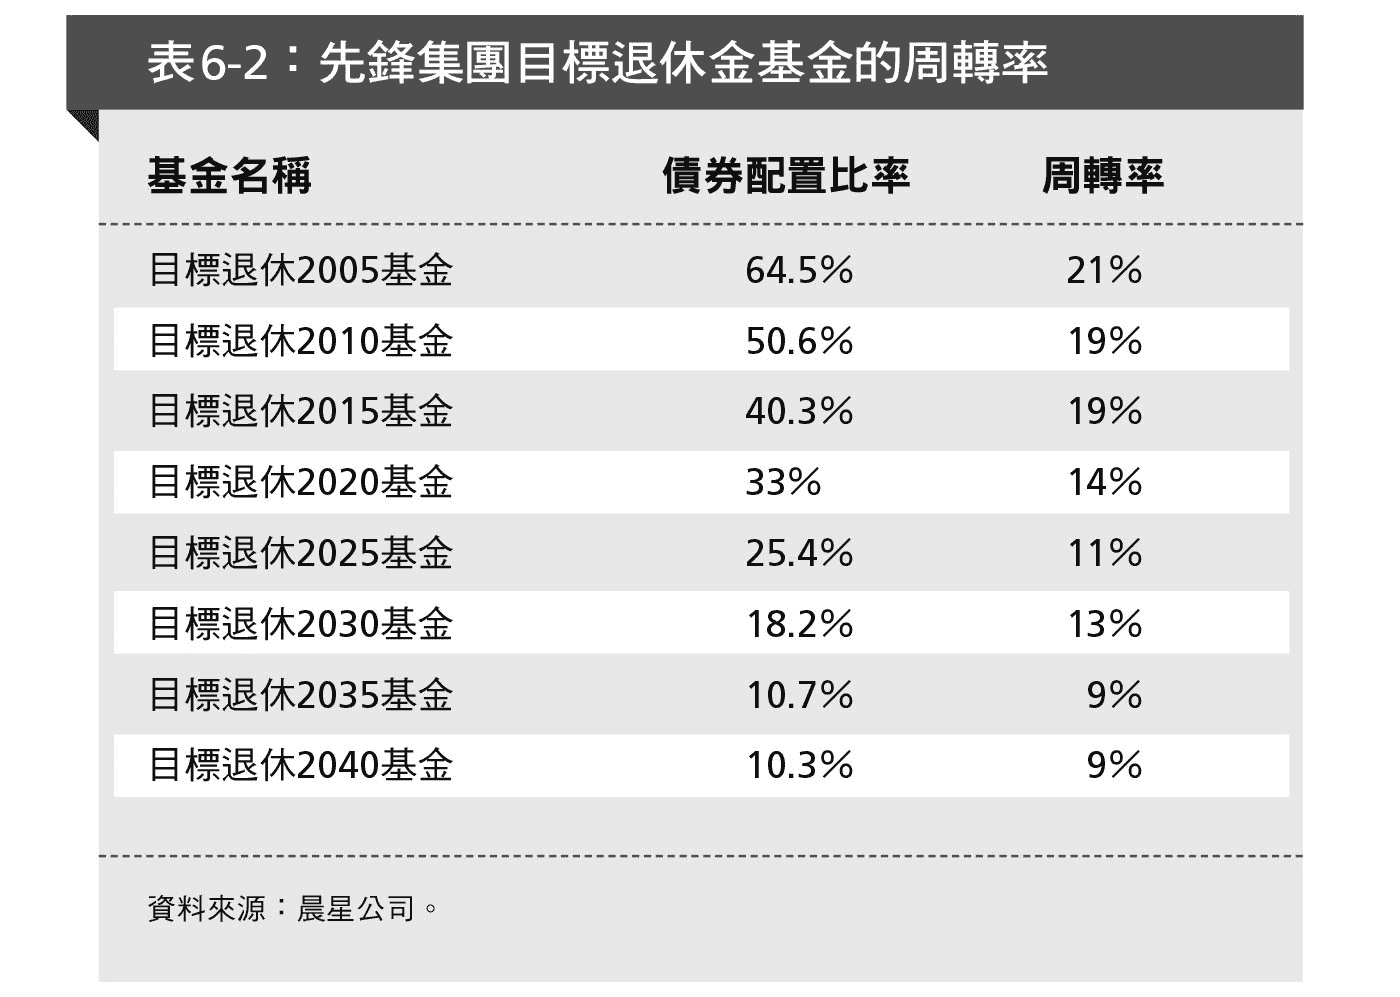 表6-2：先鋒集團目標退休金基金的周轉率
基金名稱 債券配置比率 周轉率
目標退休2005基金 64.5% 21%
目標退休2010基金 50.6% 19%
目標退休2015基金 40.3% 19%
目標退休2020基金 33% 14%
目標退休2025基金 25.4% 11%
目標退休2030基金 18.2% 13%
目標退休2035基金 10.7% 9%
目標退休2040基金 10.3% 9%
資料來源：晨星公司。